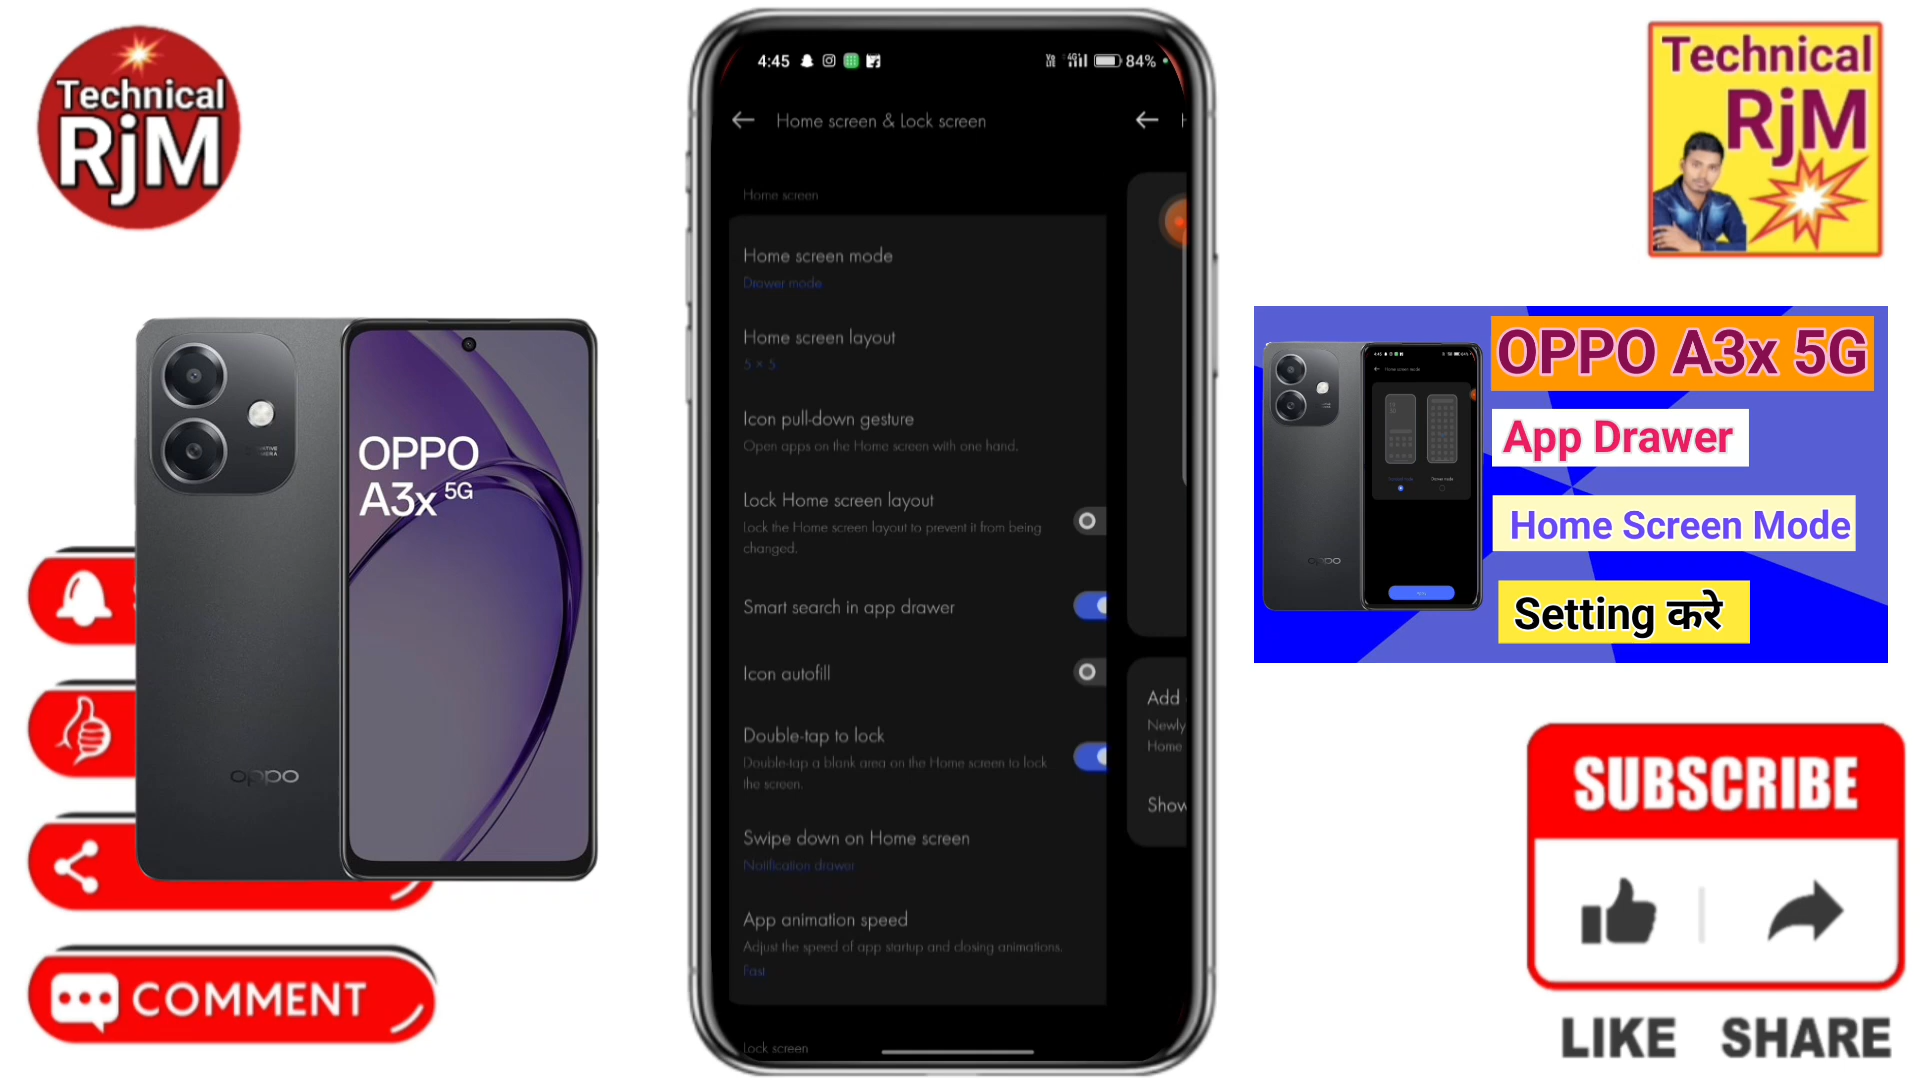 Technical
RjM
OPPO
A3x 5G
oppo
COMMENT
4:45
84%
Home screen & Lock screen
Home screen
Home screen mode
Drawer mode
Home screen layout
5 × 5
Icon pull-down gesture
Open apps on the Home screen with one hand.
Lock Home screen layout
Lock the Home screen layout to prevent it from being
changed.
Smart search in app drawer
Icon autofill
Double-tap to lock
Double-tap a blank area on the Home screen to lock
the screen.
Swipe down on Home screen
Notification drawer
App animation speed
Adjust the speed of app startup and closing animations.
Fast
Lock screen
Add
Newly
Home
Show
Technical
RjM
OPPO A3x 5G
App Drawer
Home Screen Mode
Setting करे
Home screen mode
Drawer mode
oppo
SUBSCRIBE
LIKE SHARE